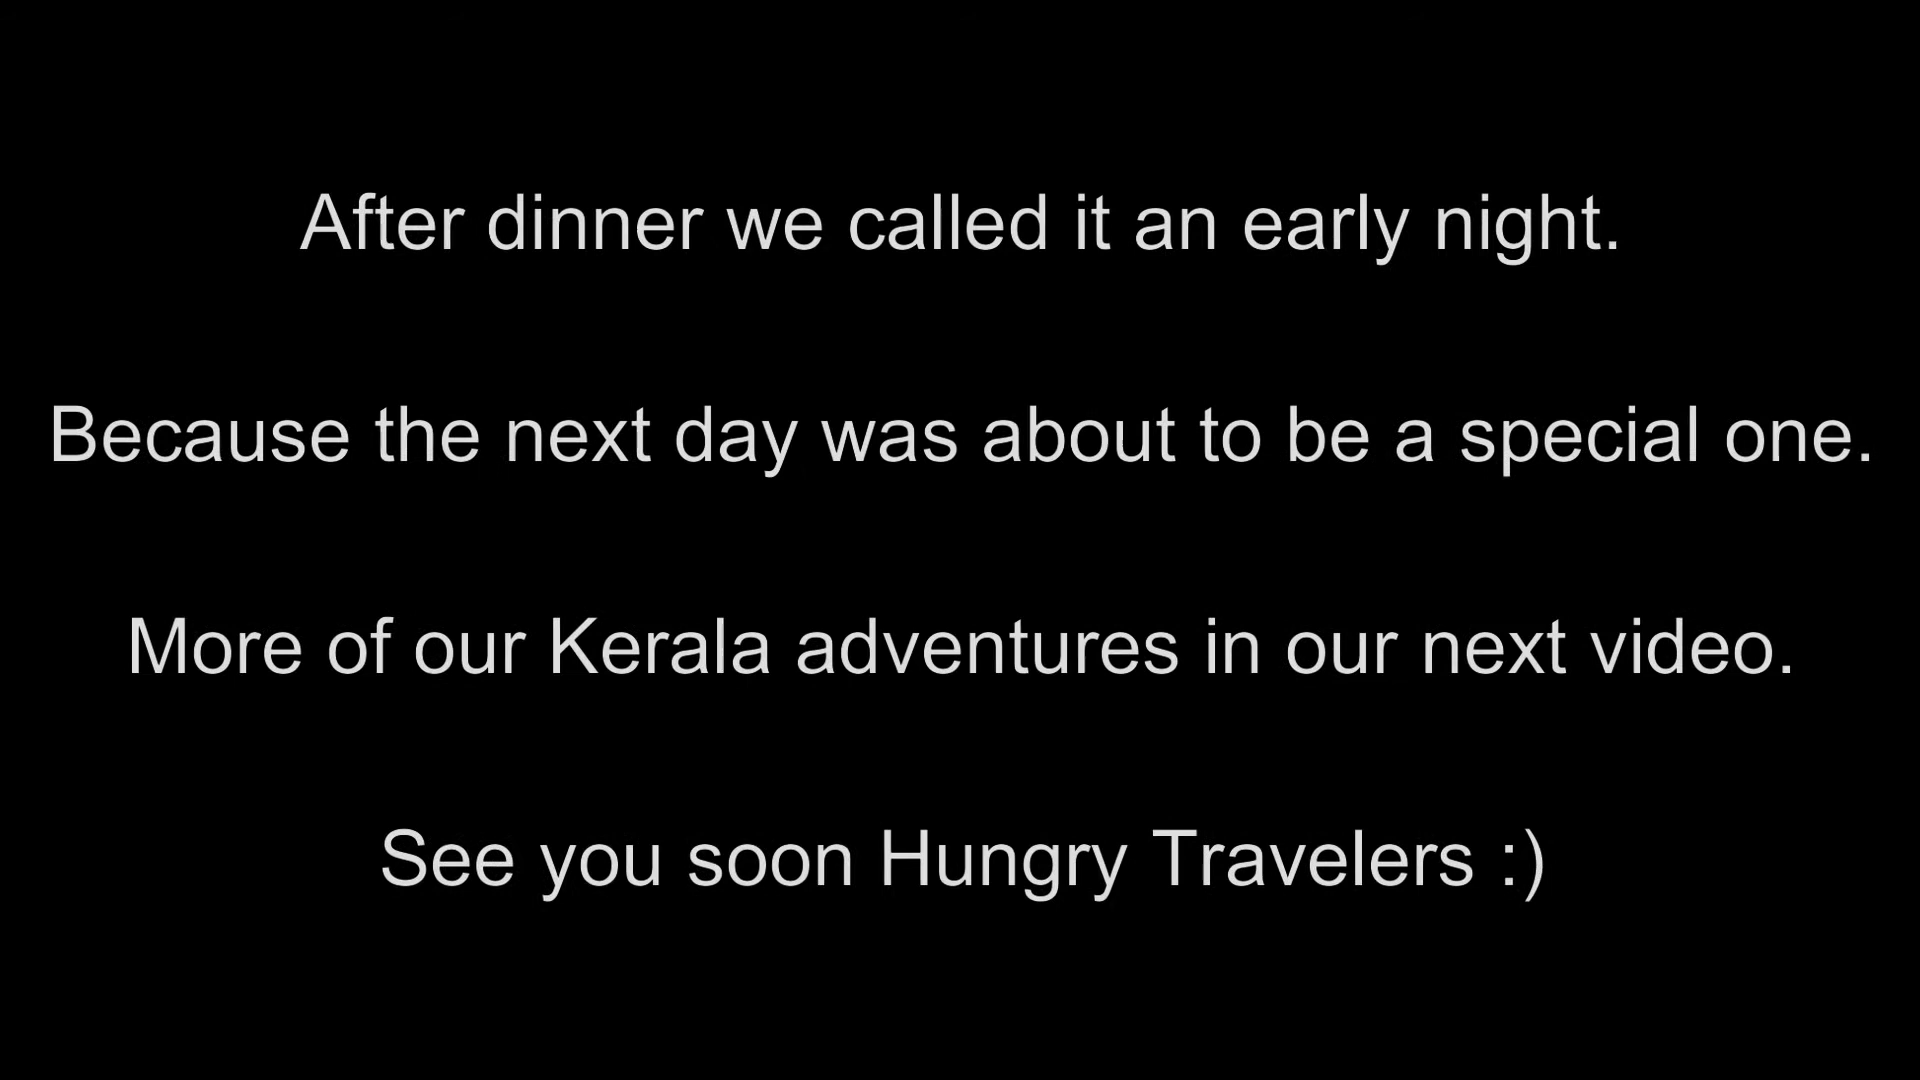 After dinner we called it an early night.
Because the next day was about to be a special one.
More of our Kerala adventures in our next video.
See you soon Hungry Travelers :)